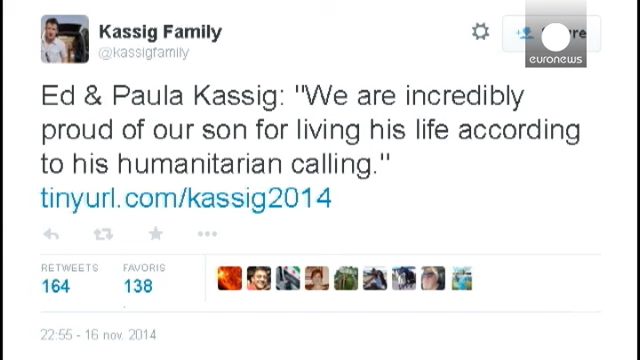 Kassig Family
@kassigfamily
euronews
Ed & Paula Kassig: "We are incredibly
proud of our son for living his life according
to his humanitarian calling."
tinyurl.com/kassig2014
RETWEETS FAVORIS
164 138
22:55 - 16 nov. 2014